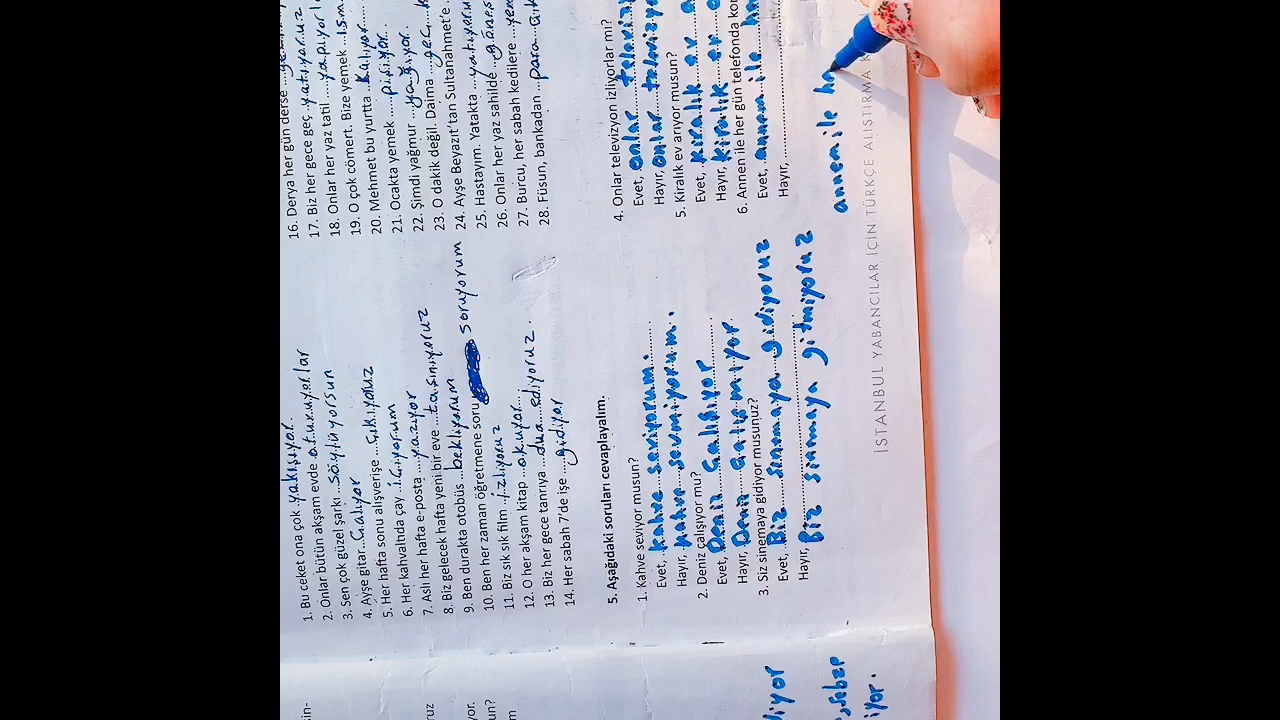 1. Bu ceket ona çok yakışıyor.
2. Onlar bütün akşam evde oturuyorlar
3. Sen çok güzel şarkı söylüyorsun
4. Ayşe gitar çalıyor
5. Her hafta sonu alışverişe çıkıyoruz
6. Her kahvaltıda çay içiyorum
7. Aslı her hafta e-posta yazıyor
8. Biz gelecek hafta yeni bir eve taşınıyoruz
9. Ben durakta otobüs bekliyorum
10. Ben her zaman öğretmene soru soruyorum
11. Biz sık sık film izliyoruz
12. O her akşam kitap okuyor
13. Biz her gece tanrıya dua ediyoruz.
14. Her sabah 7'de işe gidiyor
16. Derya her gün derse
17. Biz her gece geç yatıyoruz
18. Onlar her yaz tatil yapıyorl
19. O çok cömert. Bize yemek ısm
20. Mehmet bu yurtta kalıyor
21. Ocakta yemek pişiyor.
22. Şimdi yağmur yağıyor.
23. O dakik değil. Daima geç k
24. Ayşe Beyazıt'tan Sultanahmet'e
25. Hastayım. Yatakta yatıyoru
26. Onlar her yaz sahilde güneş
27. Burcu, her sabah kedilere yem
28. Füsun, bankadan para çık
5. Aşağıdaki soruları cevaplayalım.
1. Kahve seviyor musun?
Evet, kahve seviyorum.
Hayır, kahve sevmiyorum.
2. Deniz çalışıyor mu?
Evet, Deniz çalışıyor
Hayır, Deniz çalışmıyor
3. Siz sinemaya gidiyor musunuz?
Evet, Biz sinemaya gidiyoruz
Hayır,
Biz sinmaya gitmiyoruz
4. Onlar televizyon izliyorlar mı?
Evet, onlar televizy
Hayır, onlar telvizyo
5. Kiralık ev arıyor musun?
Evet, kiralık ev a
Hayır, kiralık ev a
6. Annen ile her gün telefonda kon
Evet, annem ile he
Hayır,
annem ile he
İSTANBUL YABANCILAR İÇİN TÜRKÇE ALIŞTIRMA K